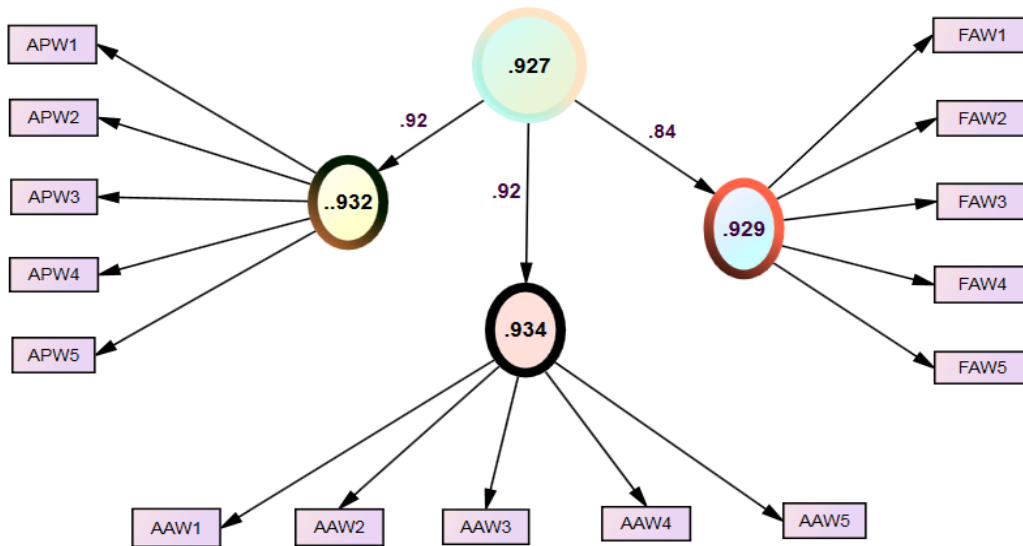 APW1
APW2
APW3
APW4
APW5
.927
.92
.92
.84
..932
.934
.929
FAW1
FAW2
FAW3
FAW4
FAW5
AAW1
AAW2
AAW3
AAW4
AAW5